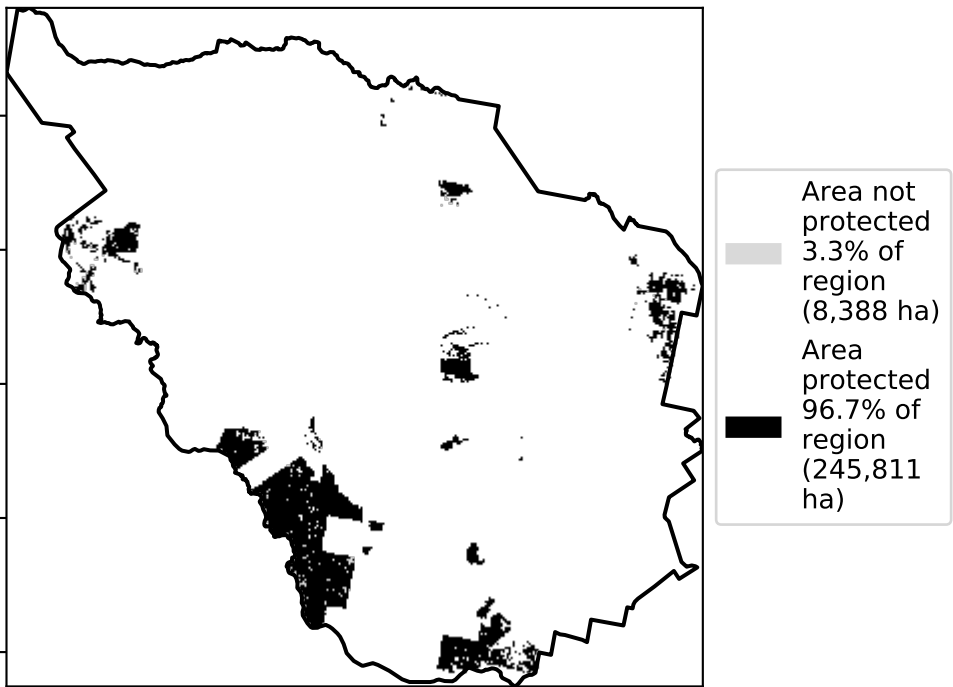 Area not
protected
3.3% of
region
(8,388 ha)
Area
protected
96.7% of
region
(245,811
ha)